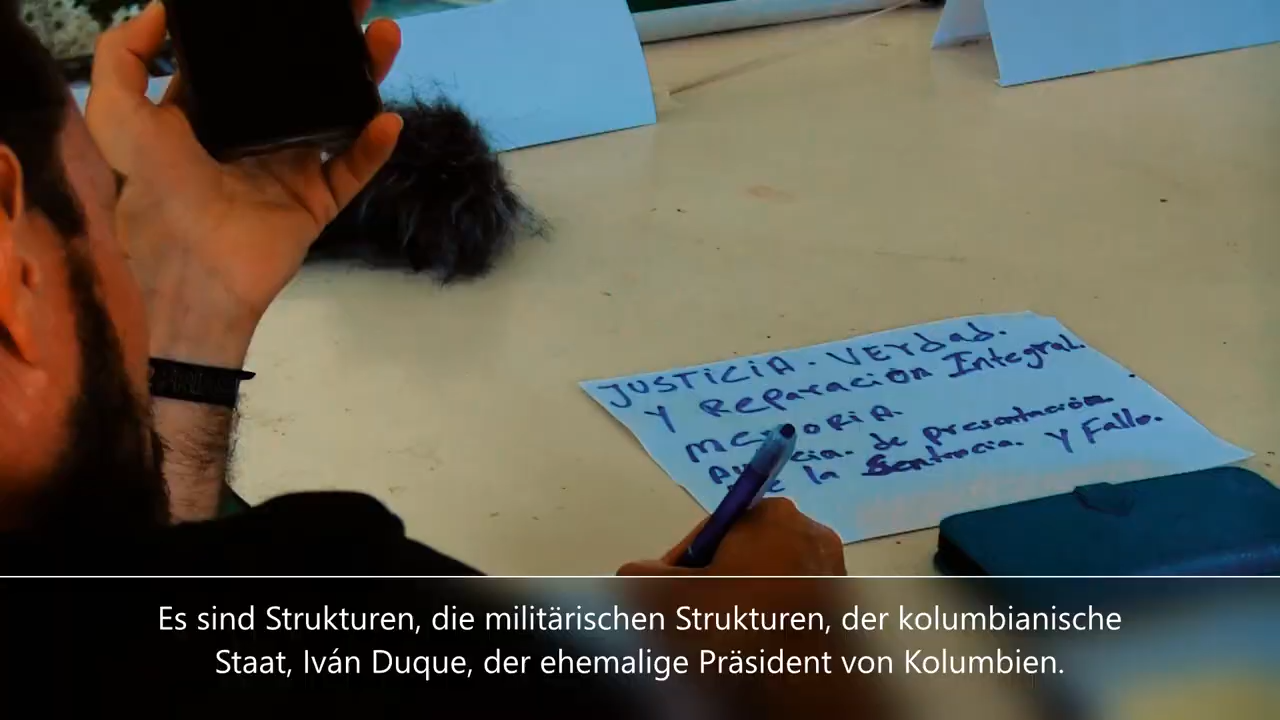 JUSTICIA. VERdad.
Y REPaRaCiÓN IntegRal.
de presentación
la Sentencia. Y Fallo.
Es sind Strukturen, die militärischen Strukturen, der kolumbianische
Staat, Iván Duque, der ehemalige Präsident von Kolumbien.